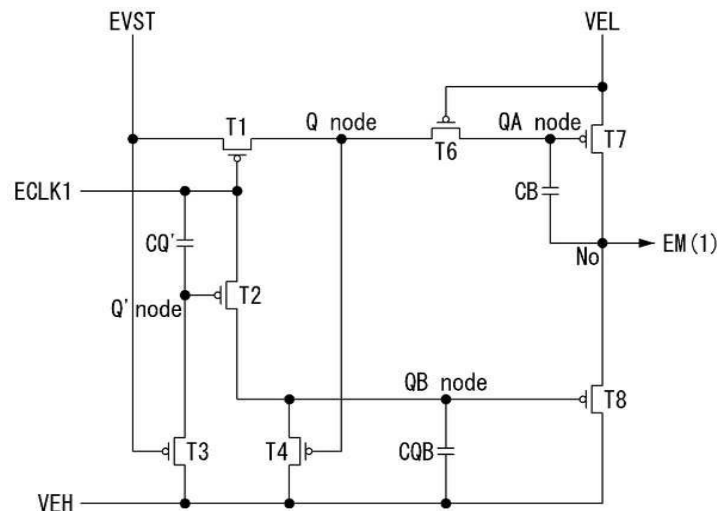 EVST
VEL
T1
Q node
QA node
T6
T7
ECLK1
CQ'
CB
No
EM(1)
Q' node
T2
QB node
T8
T3
T4
CQB
VEH